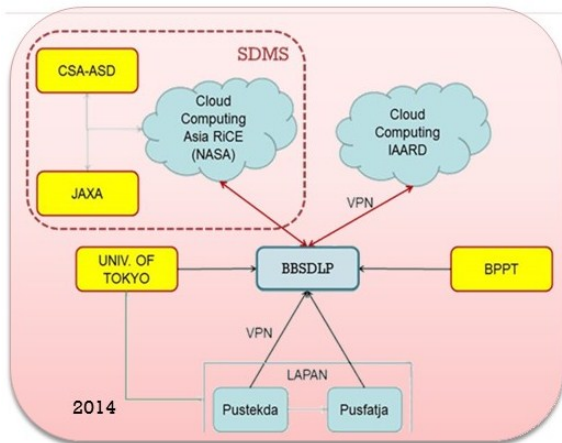 SDMS
CSA-ASD
Cloud
Computing
Asia RiCE
(NASA)
Cloud
Computing
IAARD
JAXA
VPN
UNIV. OF
TOKYO
BBSDLP
BPPT
VPN
LAPAN
Pustekda
Pusfatja
2014